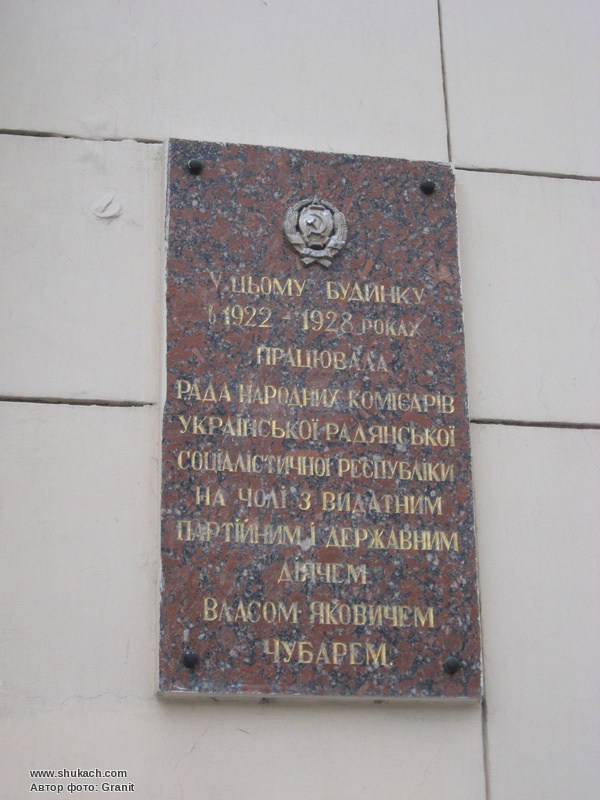 У ЦЬОМУ БУДИНКУ
В 1922 - 1928 РОКАХ
ПРАЦЮВАЛА
РАДА НАРОДНИХ КОМІСАРІВ
УКРАЇНСЬКОЇ РАДЯНСЬКОЇ
СОЦІАЛІСТИЧНОЇ РЕСПУБЛІКИ
НА ЧОЛІ З ВИДАТНИМ
ПАРТІЙНИМ І ДЕРЖАВНИМ
ДІЯЧЕМ
ВЛАСОМ ЯКОВИЧЕМ
ЧУБАРЕМ.
www.shukach.com
Автор фото: Granit